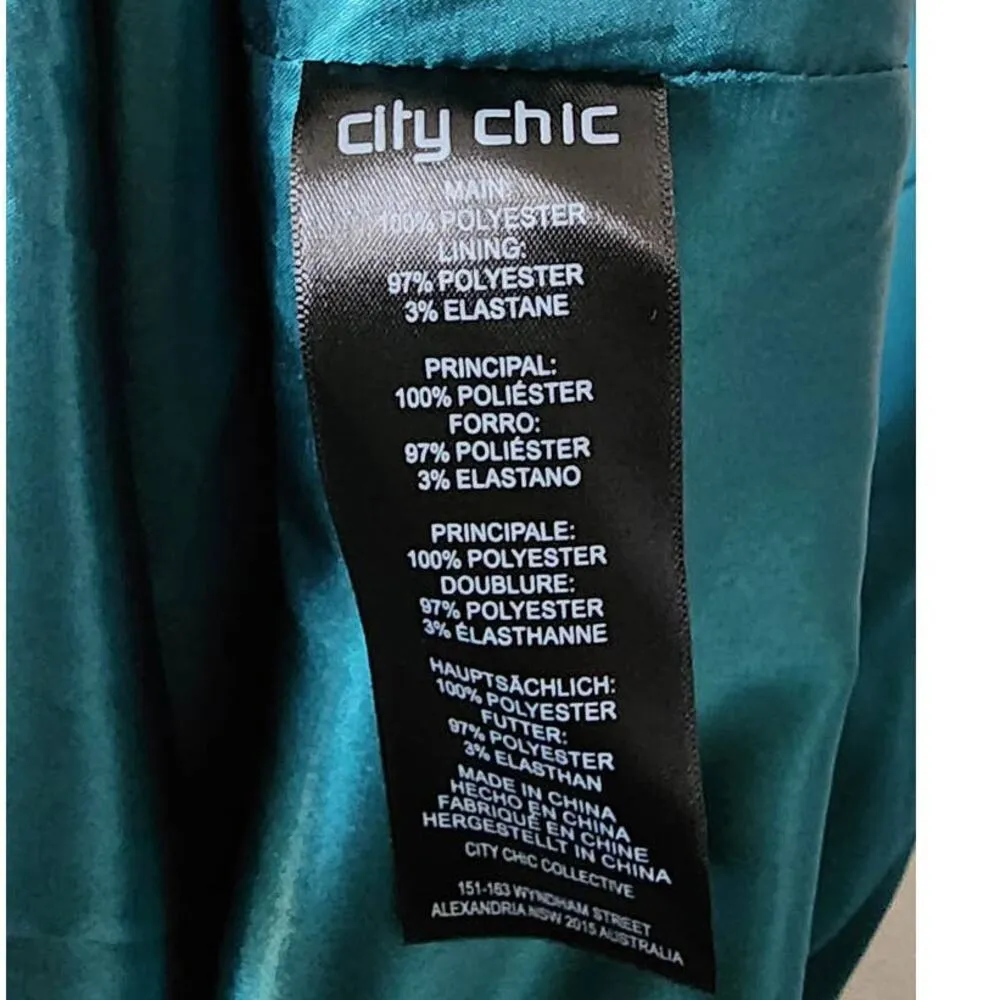 city chic
MAIN:
100% POLYESTER
LINING:
97% POLYESTER
3% ELASTANE
PRINCIPAL:
100% POLIÉSTER
FORRO:
97% POLIÉSTER
3% ELASTANO
PRINCIPALE:
100% POLYESTER
DOUBLURE:
97% POLYESTER
3% ÉLASTHANNE
HAUPTSÄCHLICH:
100% POLYESTER
FUTTER:
97% POLYESTER
3% ELASTHAN
MADE IN CHINA
HECHO EN CHINA
FABRIQUÉ EN CHINE
HERGESTELLT IN CHINA
CITY CHIC COLLECTIVE
151-163 WYNDHAM STREET
ALEXANDRIA NSW 2015 AUSTRALIA